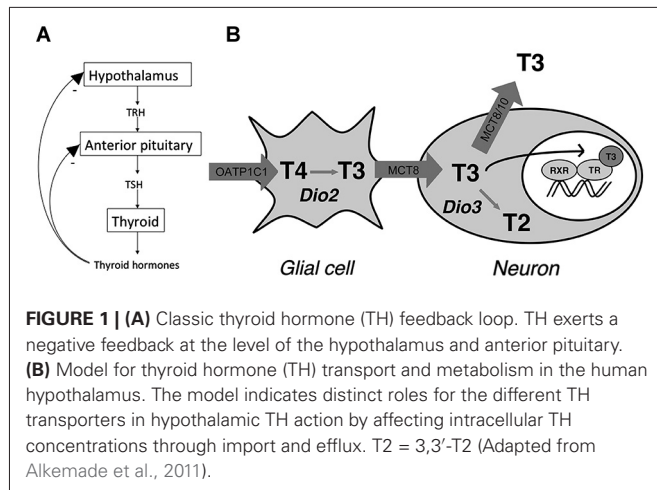 A
Hypothalamus
-
TRH
Anterior pituitary
-
TSH
Thyroid
Thyroid hormones
B
T3
MCT8/10
OATP1C1
T4
T3
Dio2
MCT8
T3
Dio3
T2
T3
RXR
TR
Glial cell
Neuron
FIGURE 1 | (A) Classic thyroid hormone (TH) feedback loop. TH exerts a
negative feedback at the level of the hypothalamus and anterior pituitary.
(B) Model for thyroid hormone (TH) transport and metabolism in the human
hypothalamus. The model indicates distinct roles for the different TH
transporters in hypothalamic TH action by affecting intracellular TH
concentrations through import and efflux. T2 = 3,3′-T2 (Adapted from
Alkemade et al., 2011).